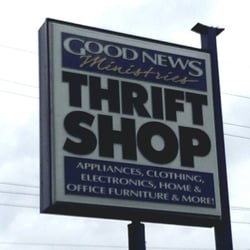 GOOD NEWS
Ministries
THRIFT
SHOP
APPLIANCES, CLOTHING,
ELECTRONICS, HOME &
OFFICE FURNITURE & MORE!